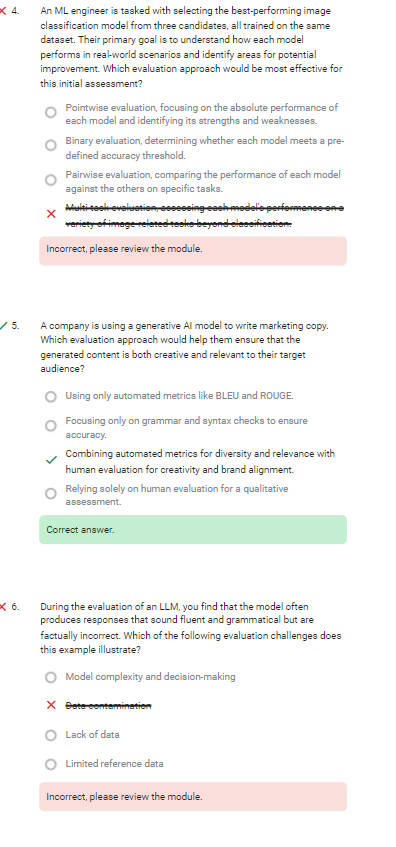 4. An ML engineer is tasked with selecting the best-performing image
classification model from three candidates, all trained on the same
dataset. Their primary goal is to understand how each model
performs in real-world scenarios and identify areas for potential
improvement. Which evaluation approach would be most effective for
this initial assessment?
Pointwise evaluation, focusing on the absolute performance of
each model and identifying its strengths and weaknesses.
Binary evaluation, determining whether each model meets a pre-
defined accuracy threshold.
Pairwise evaluation, comparing the performance of each model
against the others on specific tasks.
Multi-task evaluation, assessing each model's performance on a
variety of image-related tasks beyond classification.
Incorrect, please review the module.
5. A company is using a generative AI model to write marketing copy.
Which evaluation approach would help them ensure that the
generated content is both creative and relevant to their target
audience?
Using only automated metrics like BLEU and ROUGE.
Focusing only on grammar and syntax checks to ensure
accuracy.
Combining automated metrics for diversity and relevance with
human evaluation for creativity and brand alignment.
Relying solely on human evaluation for a qualitative
assessment.
Correct answer.
6. During the evaluation of an LLM, you find that the model often
produces responses that sound fluent and grammatical but are
factually incorrect. Which of the following evaluation challenges does
this example illustrate?
Model complexity and decision-making
Data contamination
Lack of data
Limited reference data
Incorrect, please review the module.